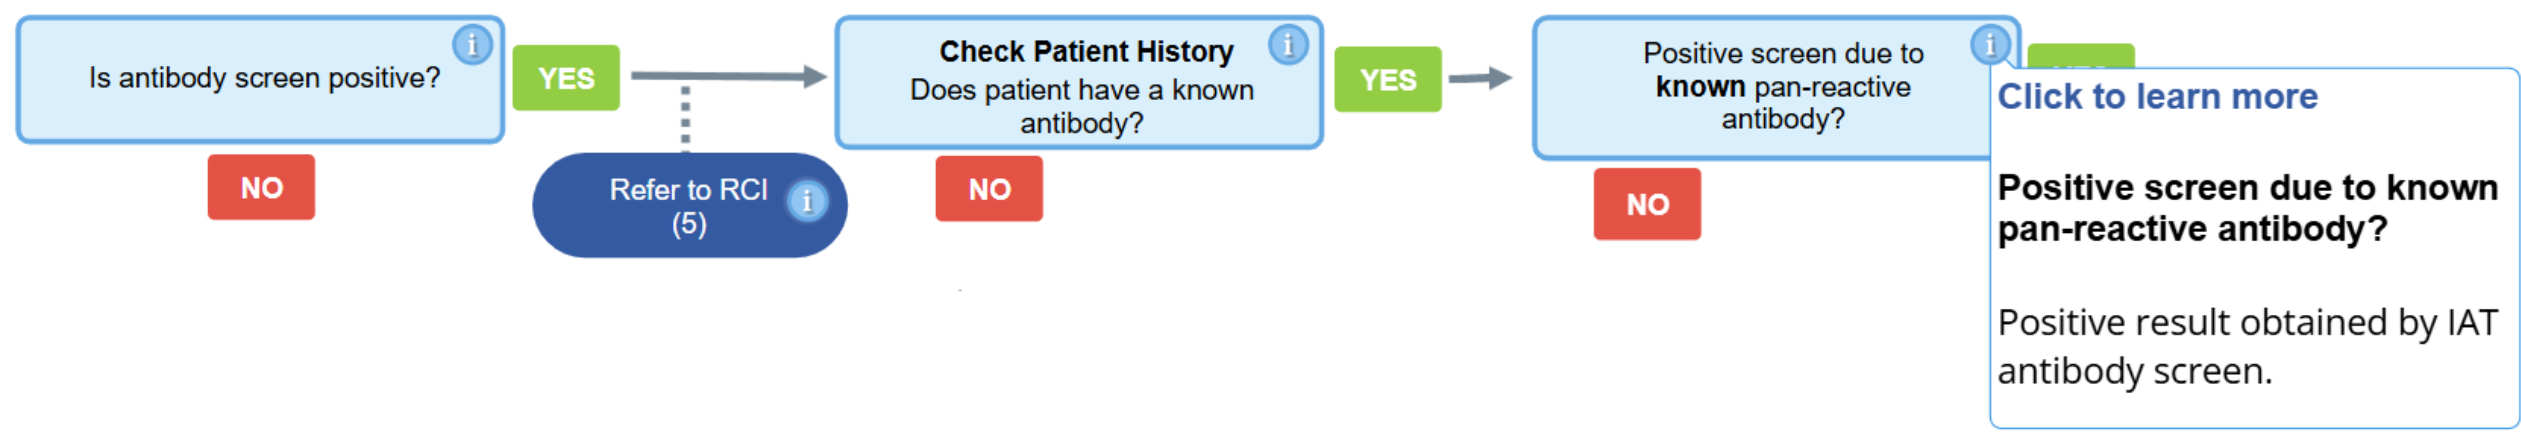 Is antibody screen positive?
YES
NO
Refer to RCI
(5)
Check Patient History
Does patient have a known
antibody?
YES
NO
Positive screen due to
known pan-reactive
antibody?
NO
Click to learn more
Positive screen due to known
pan-reactive antibody?
Positive result obtained by IAT
antibody screen.